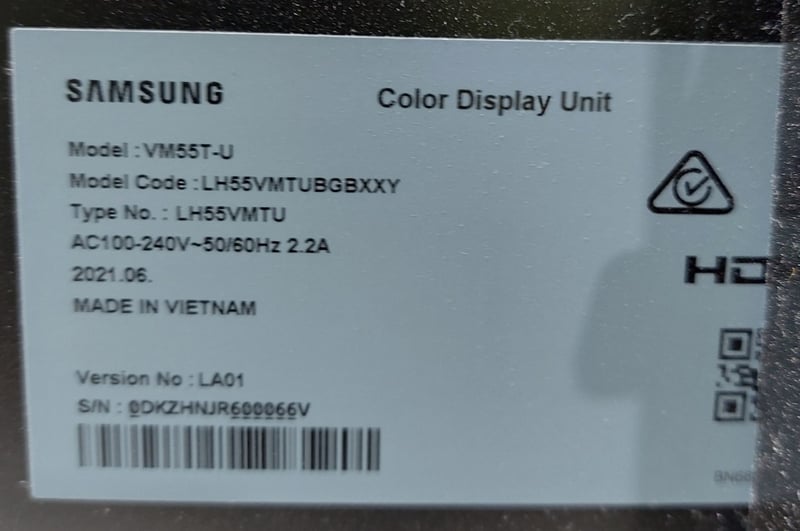 SAMSUNG
Color Display Unit
Model : VM55T-U
Model Code : LH55VMTUBGBXXY
Type No. : LH55VMTU
AC100-240V~50/60Hz 2.2A
2021.06.
MADE IN VIETNAM
HD
Version No : LA01
S/N : 0DKZHNJR600066V